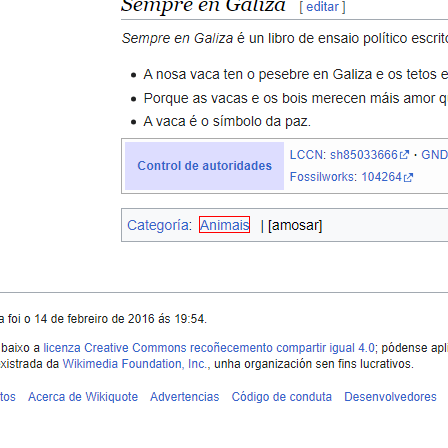 Sempre en Galiza [ editar ]
Sempre en Galiza é un libro de ensaio político
A nosa vaca ten o pesebre en Galiza e os tetos
Porque as vacas e os bois merecen máis amor
A vaca é o símbolo da paz.
Control de autoridades
LCCN: sh85033666 · GND
Fossilworks: 104264
Categoría: Animais | [amosar]
foi o 14 de febreiro de 2016 ás 19:54.
baixo a licenza Creative Commons recoñecemento compartir igual 4.0; pódense
da Wikimedia Foundation, Inc., unha organización sen fins lucrativos.
Acerca de Wikiquote Advertencias Código de conduta Desenvolvedores